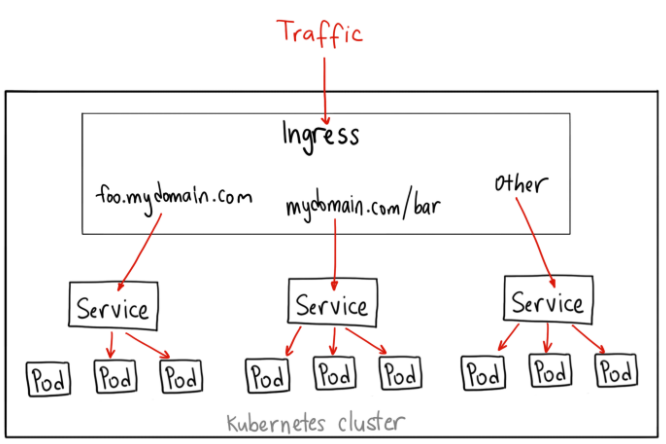 Traffic
Ingress
foo.mydomain.com
mydomain.com/bar
Other
Service
Service
Service
Pod
Pod
Pod
Pod
Pod
Pod
Pod
Pod
Pod
Kubernetes cluster